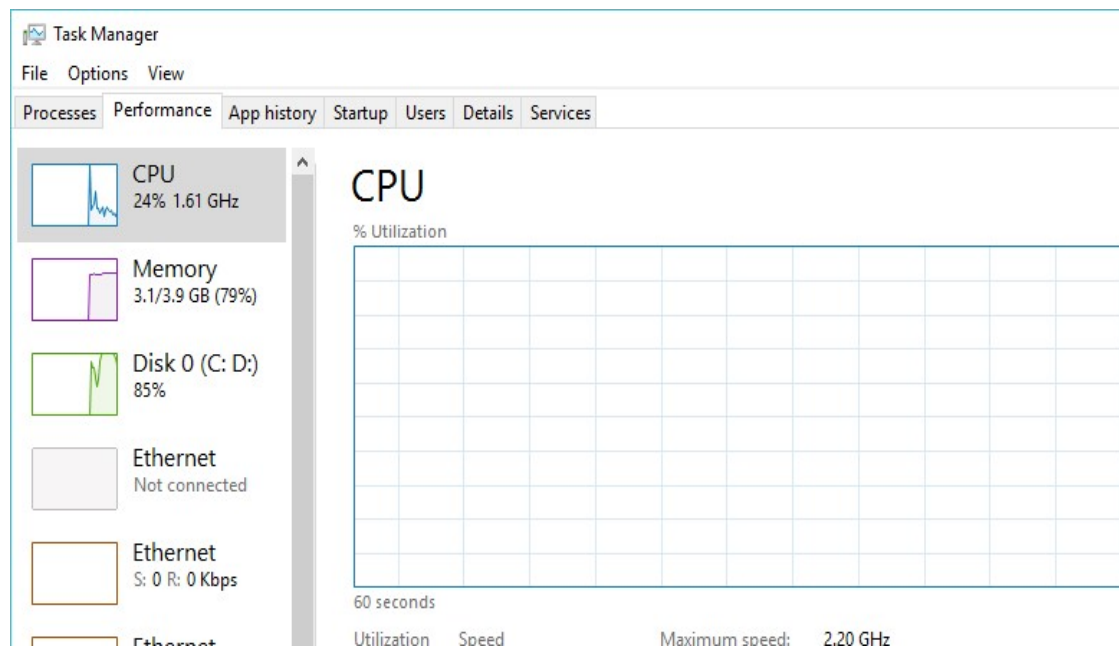 Task Manager
File Options View
Processes Performance App history Startup Users Details Services
CPU
24% 1.61 GHz
Memory
3.1/3.9 GB (79%)
Disk 0 (C: D:)
85%
Ethernet
Not connected
Ethernet
S: 0 R: 0 Kbps
Ethernet
CPU
% Utilization
60 seconds
Utilization Speed Maximum speed: 2.20 GHz